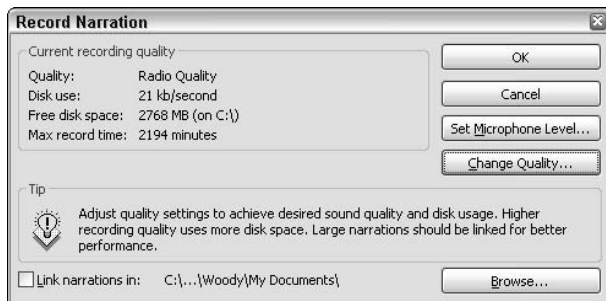 Record Narration
Current recording quality
Quality: Radio Quality
Disk use: 21 kb/second
Free disk space: 2768 MB (on C:\)
Max record time: 2194 minutes
OK
Cancel
Set Microphone Level...
Change Quality...
Tip
Adjust quality settings to achieve desired sound quality and disk usage. Higher
recording quality uses more disk space. Large narrations should be linked for better
performance.
Link narrations in: C:\...\Woody\My Documents\
Browse...